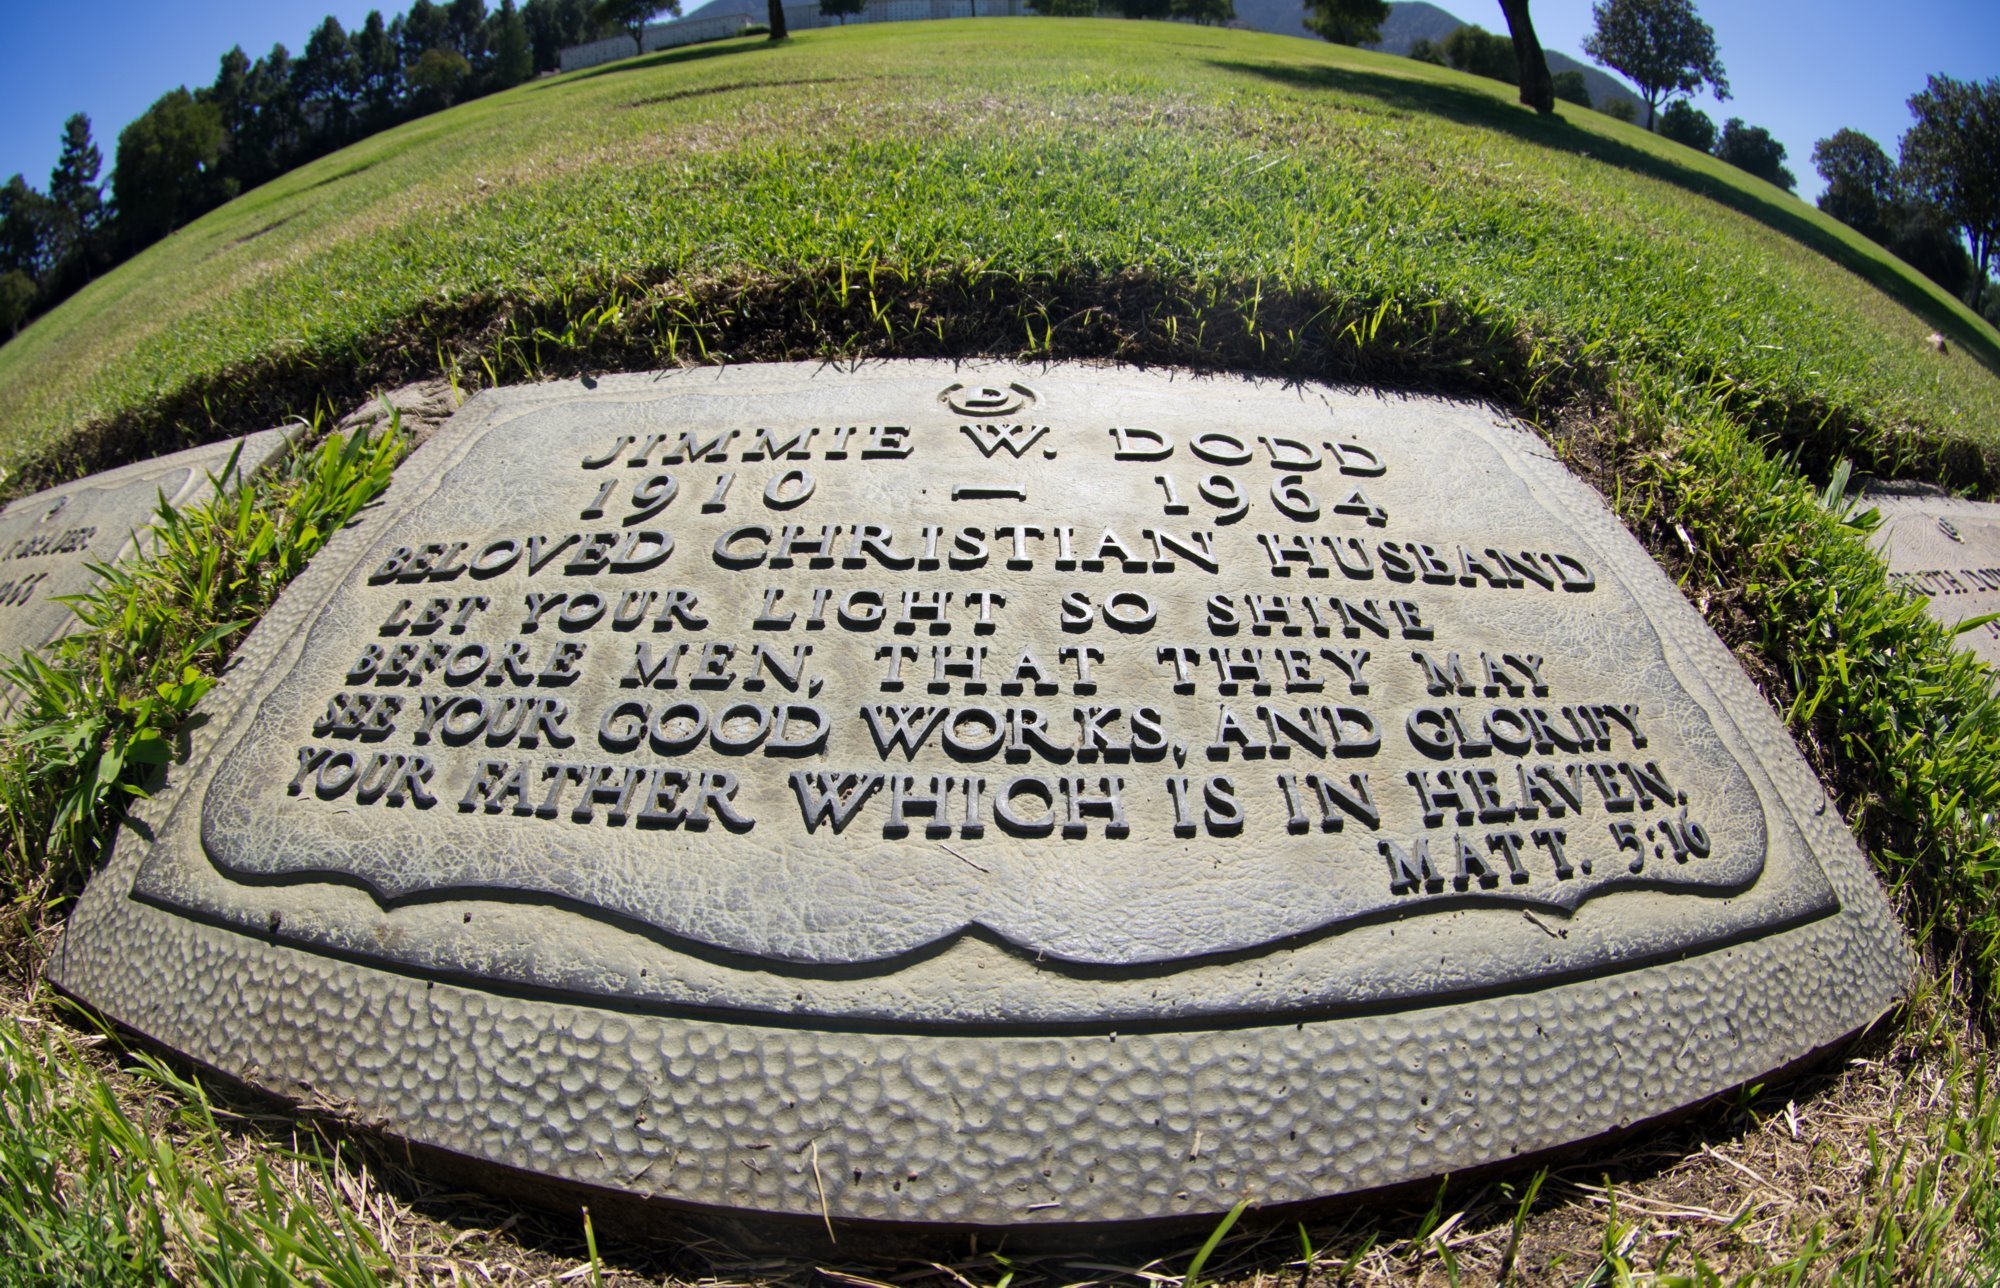 D
JIMMIE W. DODD
1910 — 1964
BELOVED CHRISTIAN HUSBAND
LET YOUR LIGHT SO SHINE
BEFORE MEN, THAT THEY MAY
SEE YOUR GOOD WORKS, AND GLORIFY
YOUR FATHER WHICH IS IN HEAVEN.
MATT. 5:16